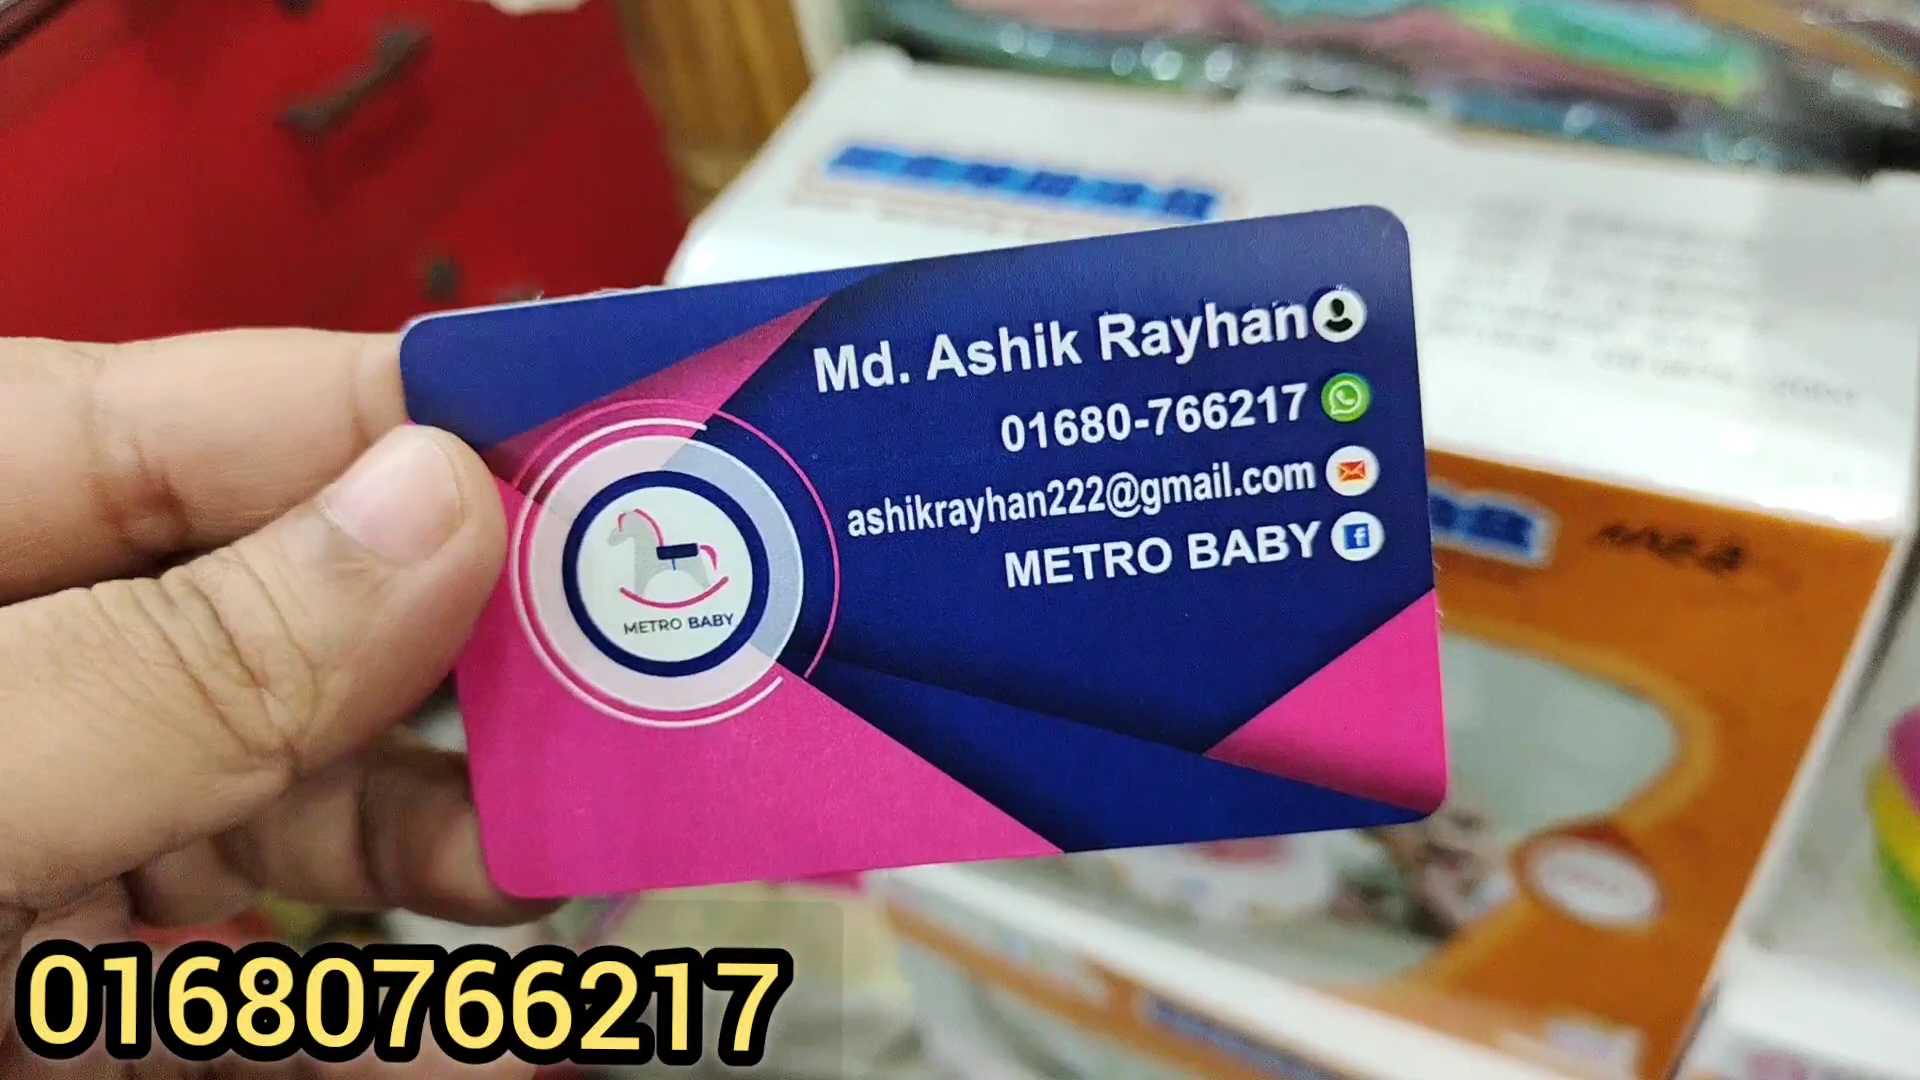 Md. Ashik Rayhan
01680-766217
ashikrayhan222@gmail.com
METRO BABY
METRO BABY
01680766217